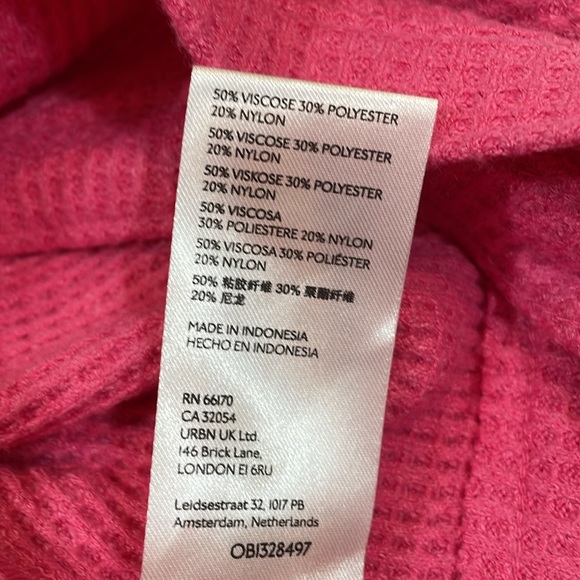 50% VISCOSE 30% POLYESTER
20% NYLON
50% VISCOSE 30% POLYESTER
20% NYLON
50% VISKOSE 30% POLYESTER
20% NYLON
50% VISCOSA
30% POLIESTERE 20% NYLON
50% VISCOSA 30% POLIÉSTER
20% NYLON
50% 粘胶纤维 30% 聚酯纤维
20% 尼龙
MADE IN INDONESIA
HECHO EN INDONESIA
RN 66170
CA 32054
URBN UK Ltd.
146 Brick Lane,
LONDON E1 6RU
Leidsestraat 32, 1017 PB
Amsterdam, Netherlands
OB1328497